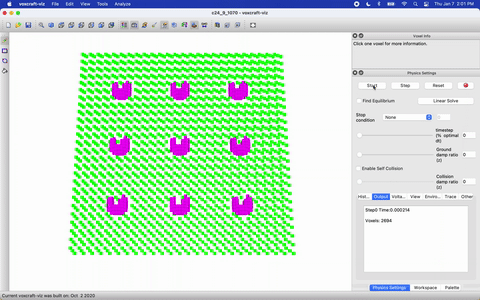 voxcraft-viz File Edit View Tools Analyze
Thu Jan 7 2:01 PM
c24_9_1070 - voxcraft-viz
Voxel Info
Click one voxel for more information.
Physics Settings
Start Step Reset
Find Equilibrium Linear Solve
Stop condition None 0
timestep (% optimal dt) 0
Ground damp ratio (z) 0
Enable Self Collision
Collision damp ratio (z) 0
Hist... Output Volta... View Enviro... Trace Other
Step0 Time:0.000214
Voxels: 2694
Physics Settings Workspace Palette
Current voxcraft-viz was built on: Oct 2 2020